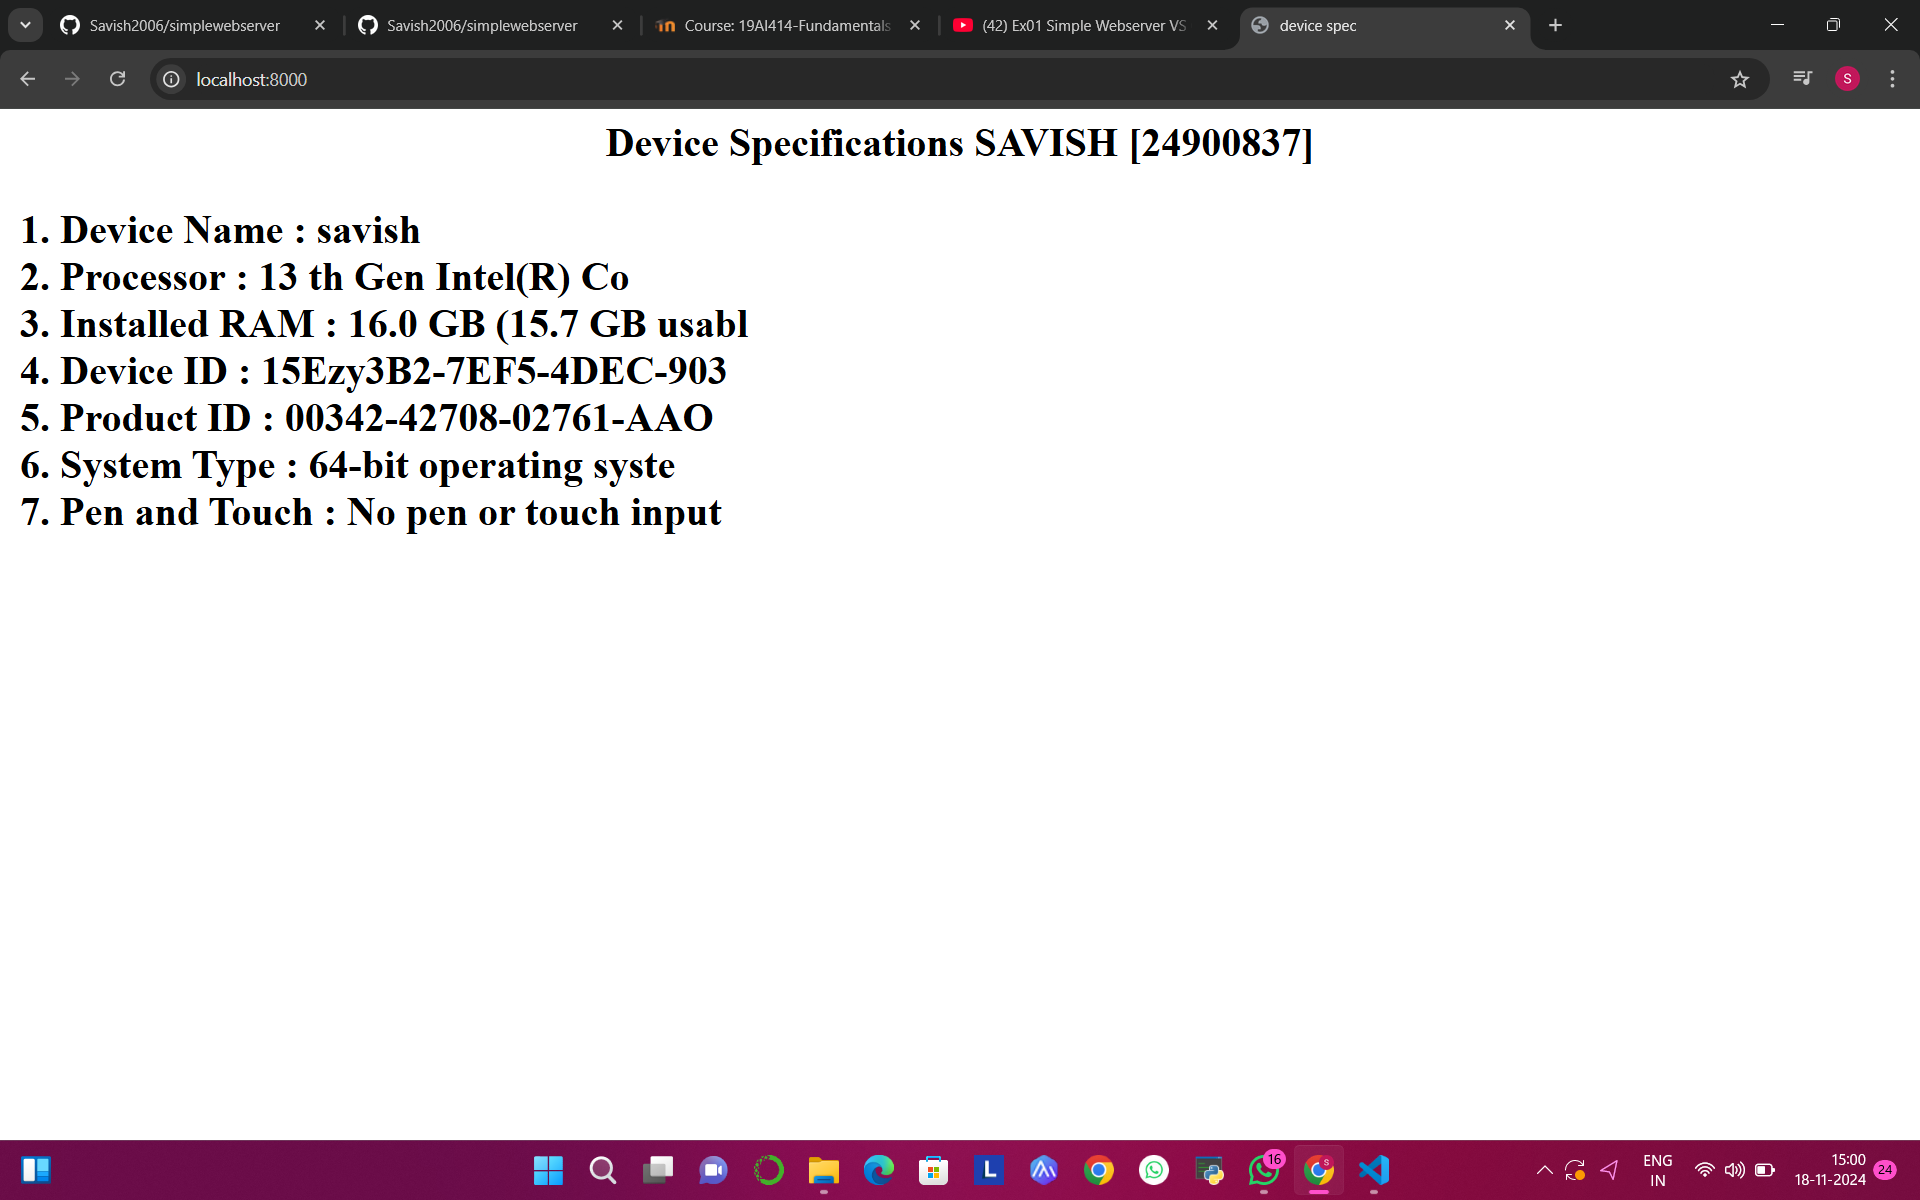 Savish2006/simplewebserver
Savish2006/simplewebserver
Course: 19AI414-Fundamentals
(42) Ex01 Simple Webserver VS
device spec
localhost:8000
S
Device Specifications SAVISH [24900837]
1. Device Name : savish
2. Processor : 13 th Gen Intel(R) Co
3. Installed RAM : 16.0 GB (15.7 GB usabl
4. Device ID : 15Ezy3B2-7EF5-4DEC-903
5. Product ID : 00342-42708-02761-AAO
6. System Type : 64-bit operating syste
7. Pen and Touch : No pen or touch input
L
16
S
ENG
IN
15:00
18-11-2024
24